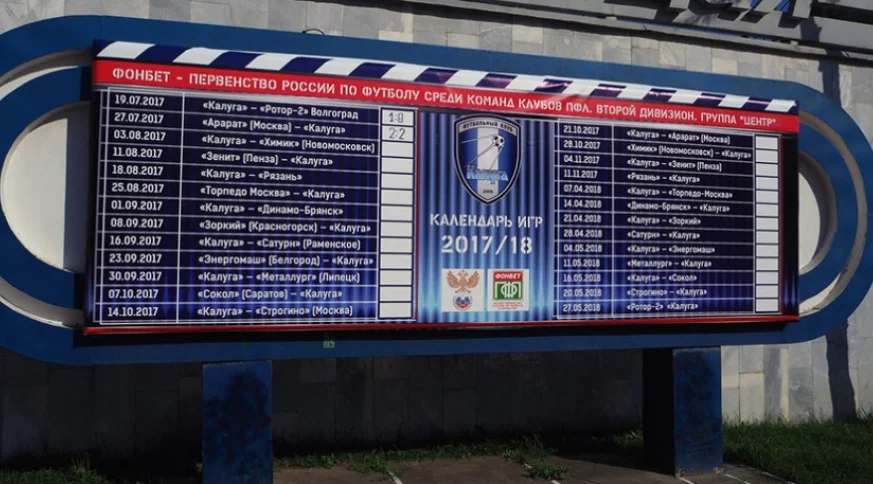 ФОНБЕТ - ПЕРВЕНСТВО РОССИИ ПО ФУТБОЛУ СРЕДИ КОМАНД КЛУБОВ ПФЛ. ВТОРОЙ ДИВИЗИОН. ГРУППА "ЦЕНТР"
19.07.2017 «Калуга» – «Ротор-2» Волгоград 1:0
27.07.2017 «Арарат (Москва) – «Калуга» 2:2
03.08.2017 «Калуга» – «Химик» (Новомосковск)
11.08.2017 «Зенит» (Пенза) – «Калуга»
18.08.2017 «Калуга» – «Рязань»
25.08.2017 «Торпедо Москва» – «Калуга»
01.09.2017 «Калуга» – «Динамо-Брянск»
08.09.2017 «Зоркий (Красногорск) – «Калуга»
16.09.2017 «Калуга» – «Сатурн» (Раменское)
23.09.2017 «Энергомаш (Белгород) – «Калуга»
30.09.2017 «Калуга» – «Металлург» (Липецк)
07.10.2017 «Сокол» (Саратов) – «Калуга»
14.10.2017 «Калуга» – «Строгино» (Москва)
ФУТБОЛЬНЫЙ КЛУБ
Калуга
КАЛЕНДАРЬ ИГР
2017/18
ФОНБЕТ
21.10.2017 «Калуга» – «Арарат» (Москва)
28.10.2017 «Химик» (Новомосковск – «Калуга»
04.11.2017 «Калуга» – «Зенит» (Пенза)
11.11.2017 «Рязань» – «Калуга»
07.04.2018 «Калуга» – «Торпедо-Москва»
14.04.2018 «Динамо-Брянск» – «Калуга»
21.04.2018 «Калуга» – «Зоркий»
28.04.2018 «Сатурн» – «Калуга»
04.05.2018 «Калуга» – «Энергомаш»
11.05.2018 «Металлург» – «Калуга»
16.05.2018 «Калуга» – «Сокол»
20.05.2018 «Строгино» – «Калуга»
27.05.2018 «Ротор-2» «Калуга»